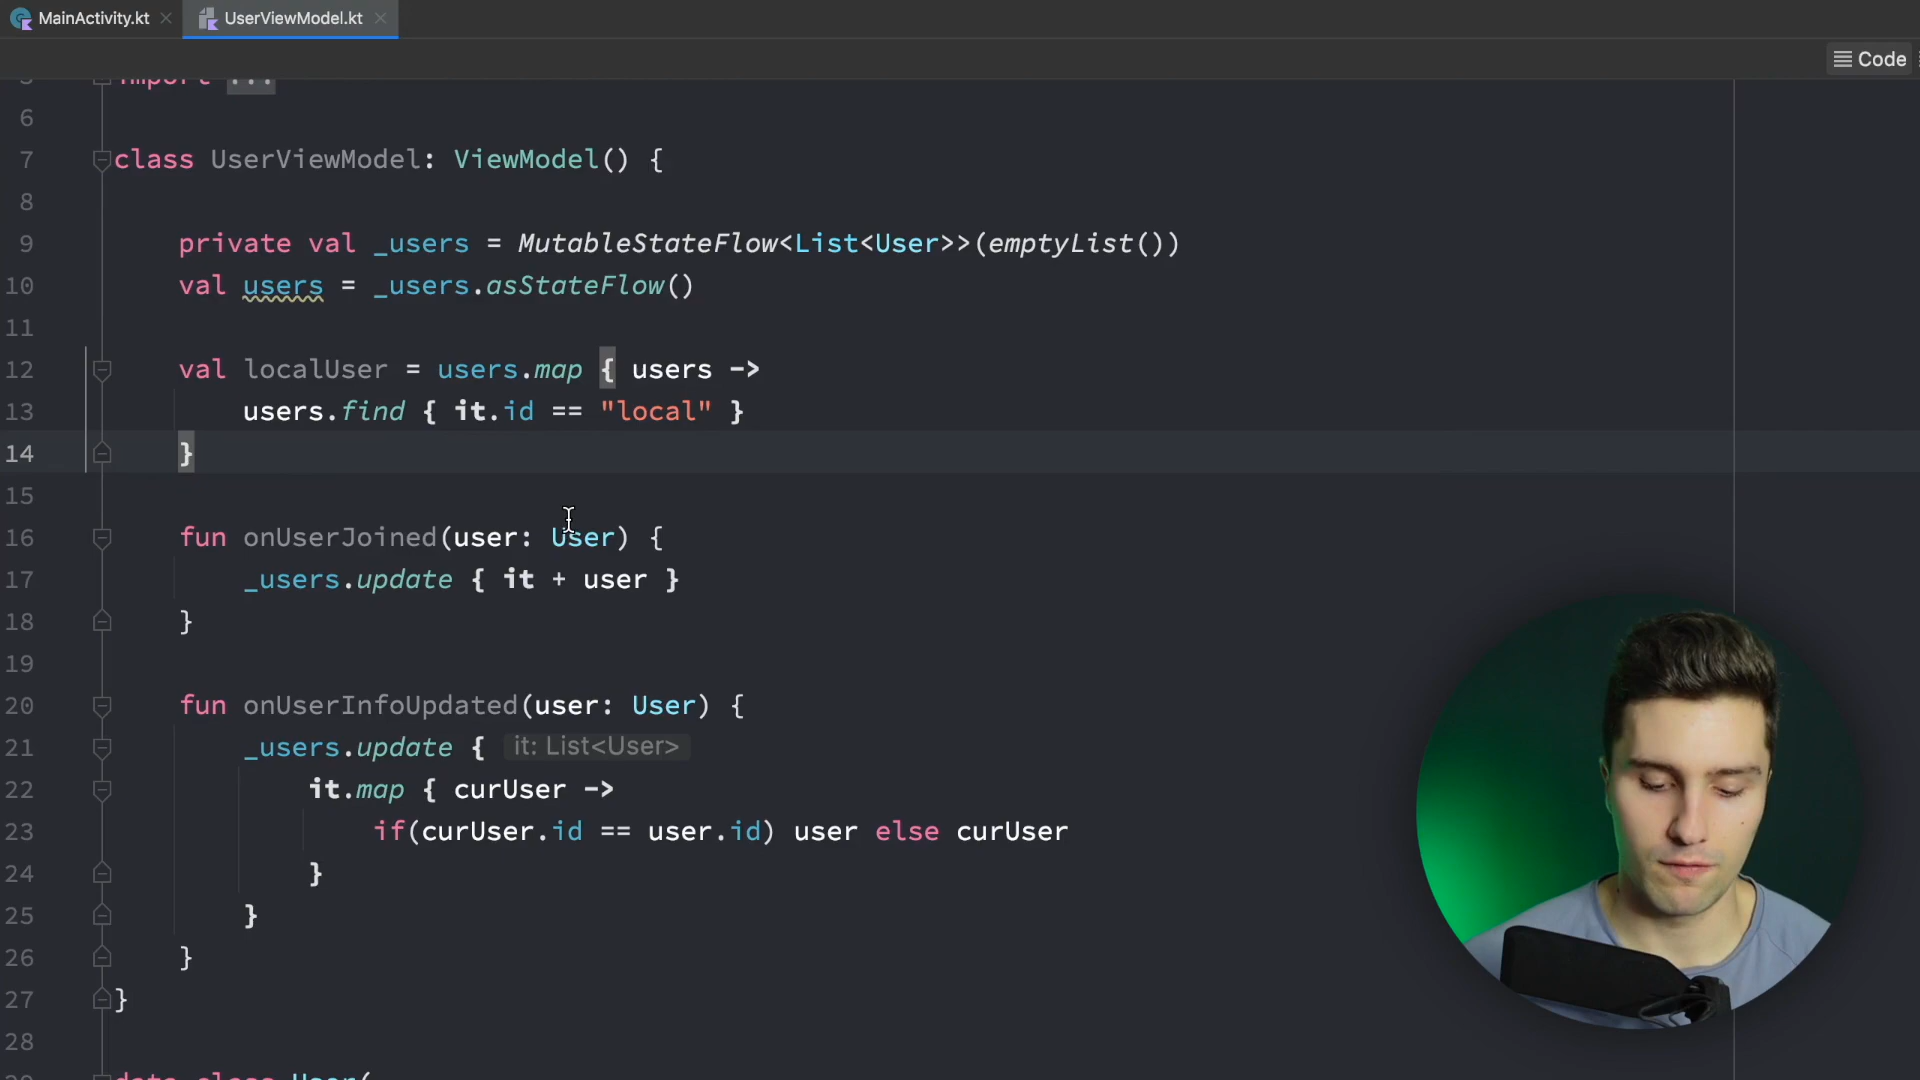 MainActivity.kt
UserViewModel.kt
Code
import ...
6
7 class UserViewModel: ViewModel() {
8
9 private val _users = MutableStateFlow<List<User>>(emptyList())
10 val users = _users.asStateFlow()
11
12 val localUser = users.map { users ->
13 users.find { it.id == "local" }
14 }
15
16 fun onUserJoined(user: User) {
17 _users.update { it + user }
18 }
19
20 fun onUserInfoUpdated(user: User) {
21 _users.update { it: List<User>
22 it.map { curUser ->
23 if(curUser.id == user.id) user else curUser
24 }
25 }
26 }
27 }
28
data class User(